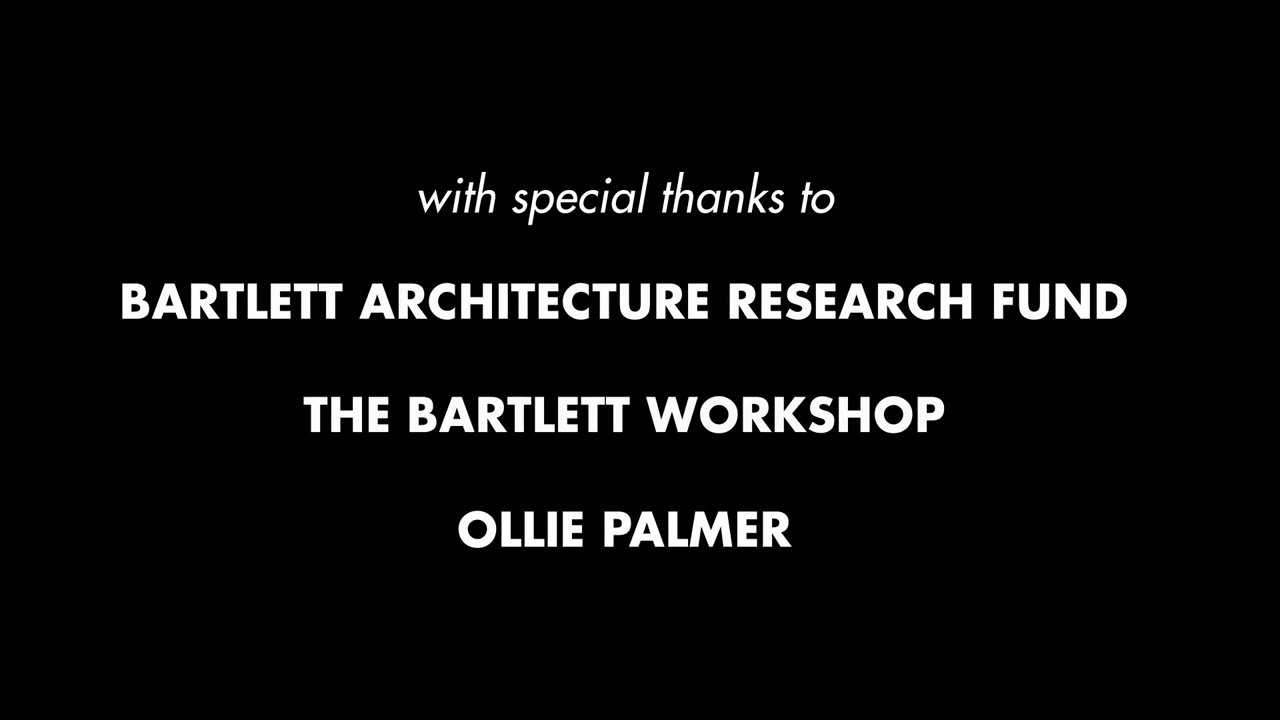 with special thanks to
BARTLETT ARCHITECTURE RESEARCH FUND
THE BARTLETT WORKSHOP
OLLIE PALMER